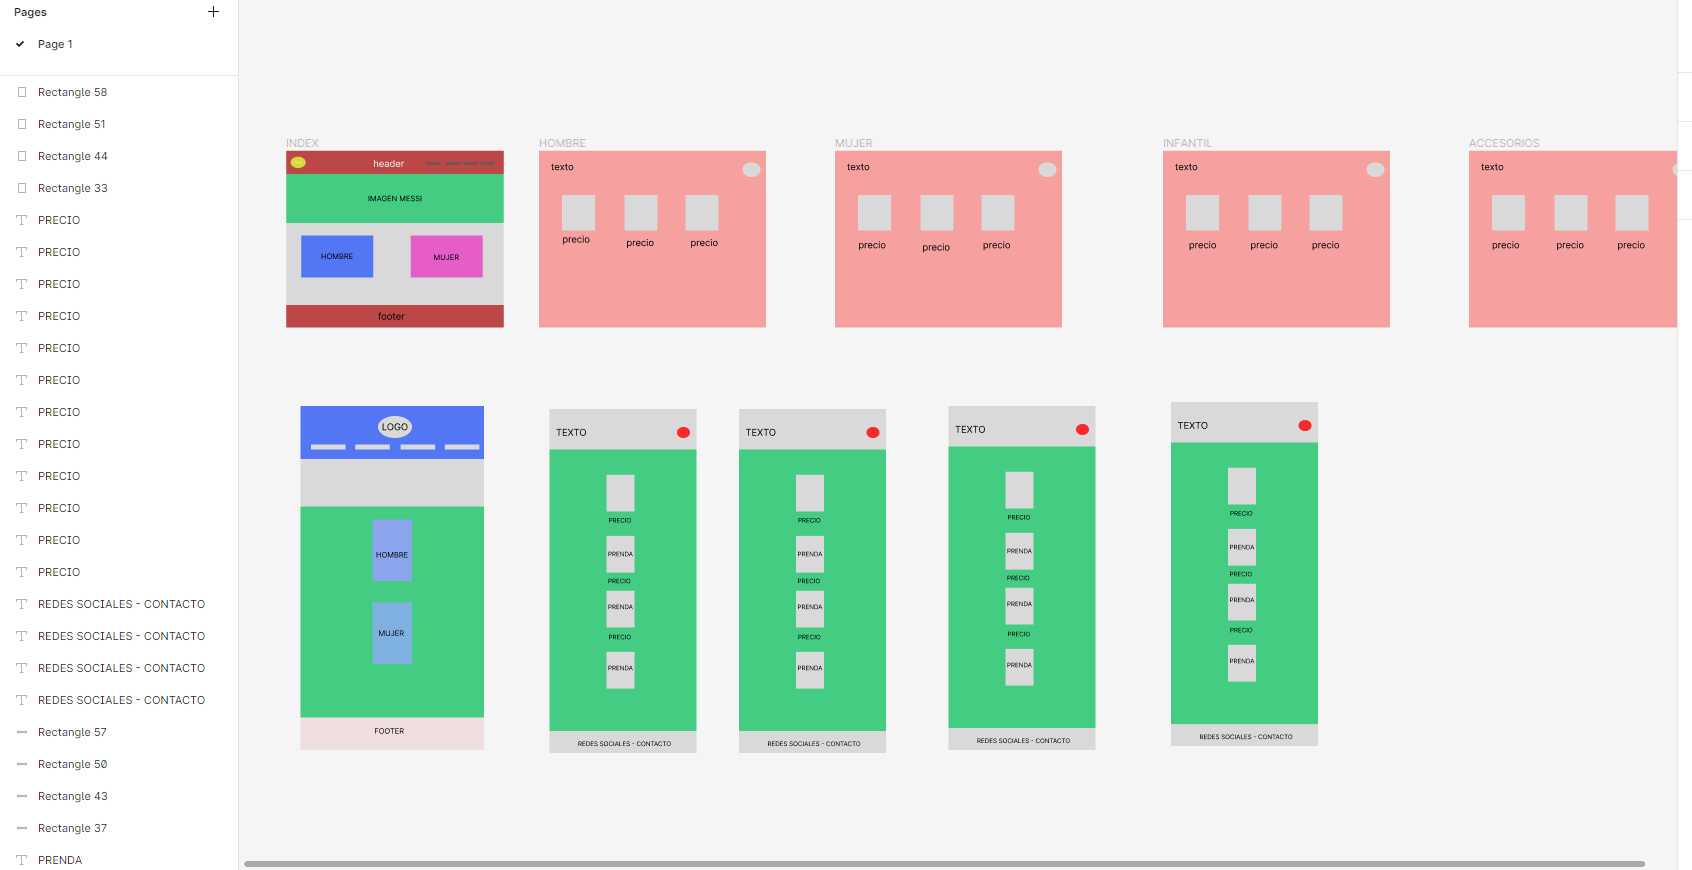 Pages
Page 1
Rectangle 58
Rectangle 51
Rectangle 44
Rectangle 33
PRECIO
PRECIO
PRECIO
PRECIO
PRECIO
PRECIO
PRECIO
PRECIO
PRECIO
PRECIO
PRECIO
PRECIO
REDES SOCIALES - CONTACTO
REDES SOCIALES - CONTACTO
REDES SOCIALES - CONTACTO
REDES SOCIALES - CONTACTO
Rectangle 57
Rectangle 50
Rectangle 43
Rectangle 37
PRENDA
INDEX
header
IMAGEN MESSI
HOMBRE
MUJER
footer
HOMBRE
texto
precio
precio
precio
MUJER
texto
precio
precio
precio
INFANTIL
texto
precio
precio
precio
ACCESORIOS
texto
precio
precio
precio
LOGO
HOMBRE
MUJER
FOOTER
TEXTO
PRECIO
PRENDA
PRECIO
PRENDA
PRECIO
PRENDA
REDES SOCIALES - CONTACTO
TEXTO
PRECIO
PRENDA
PRECIO
PRENDA
PRECIO
PRENDA
REDES SOCIALES - CONTACTO
TEXTO
PRECIO
PRENDA
PRECIO
PRENDA
PRECIO
PRENDA
REDES SOCIALES - CONTACTO
TEXTO
PRECIO
PRENDA
PRECIO
PRENDA
PRECIO
PRENDA
REDES SOCIALES - CONTACTO